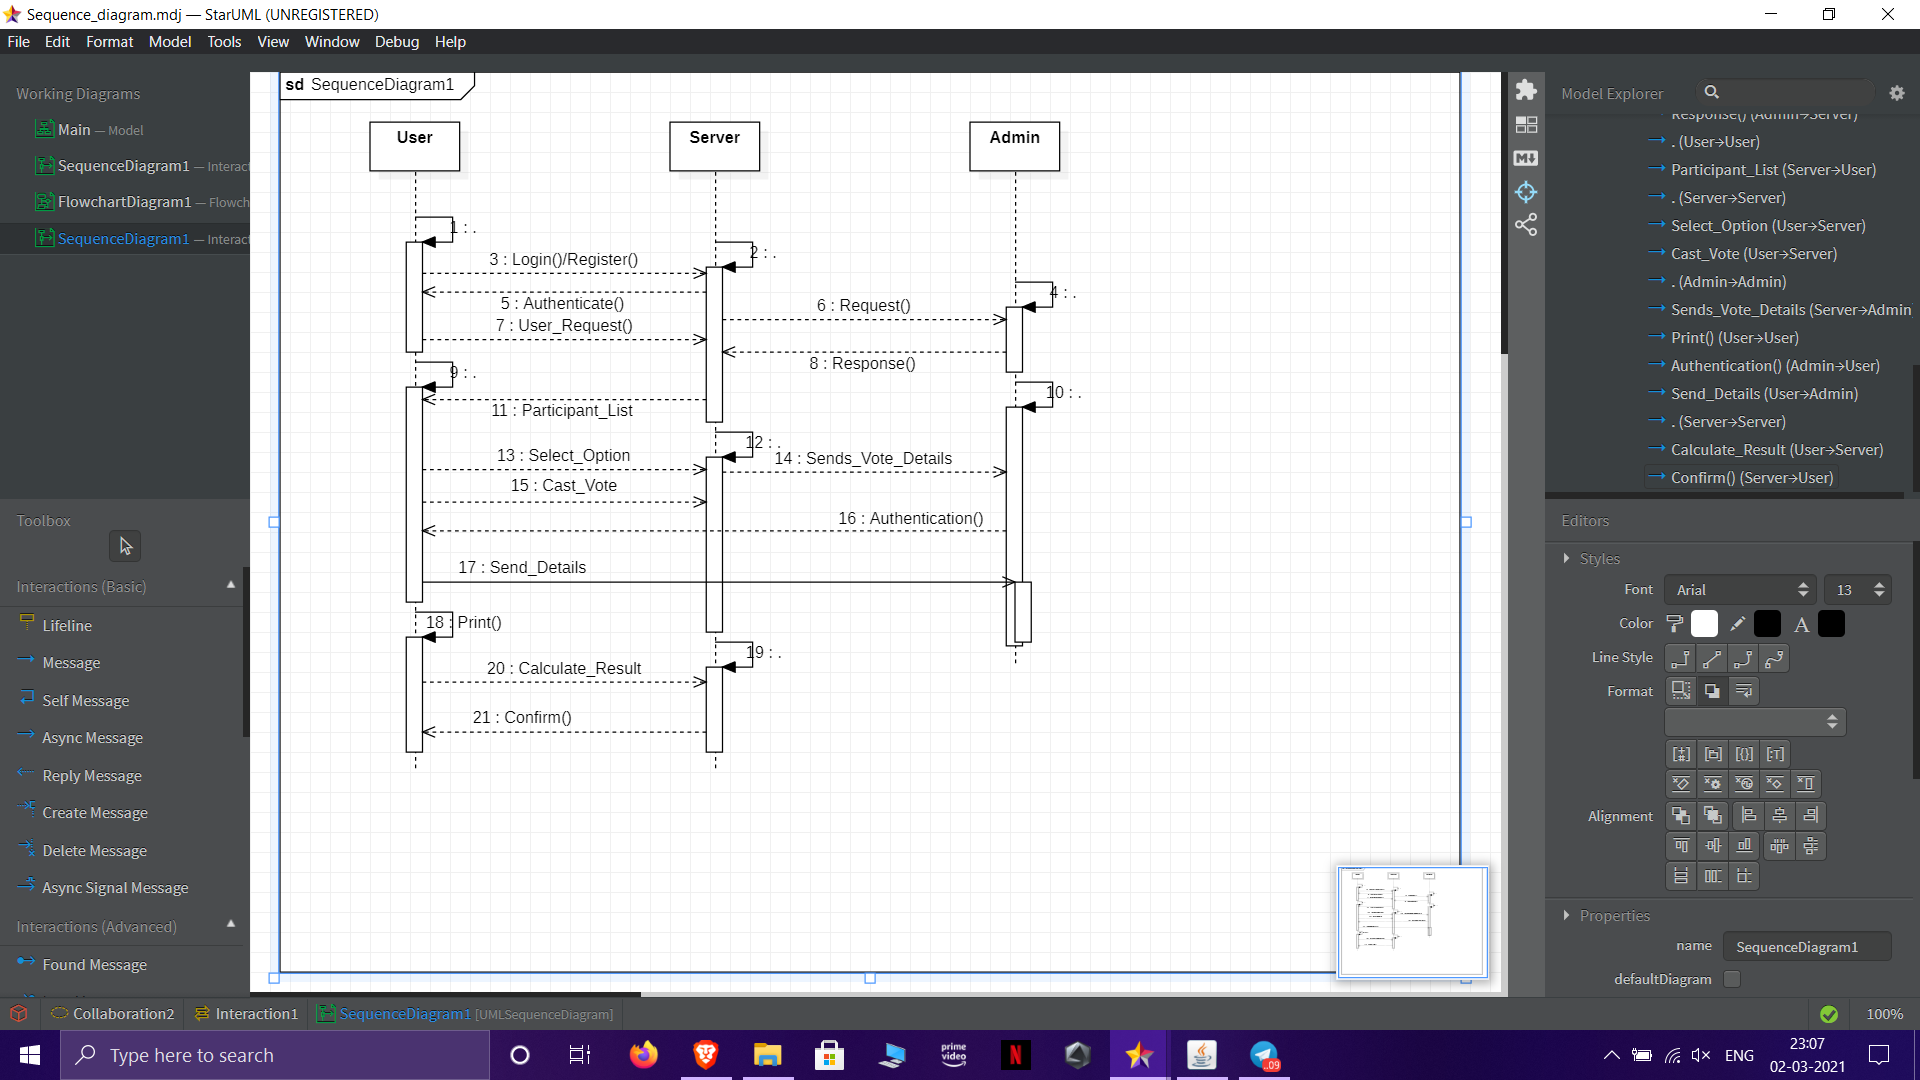 Sequence_diagram.mdj — StarUML (UNREGISTERED)
File Edit Format Model Tools View Window Debug Help
Working Diagrams
Main — Model
SequenceDiagram1 — Interact
FlowchartDiagram1 — Flowch
SequenceDiagram1 — Interact
Toolbox
Interactions (Basic)
Lifeline
Message
Self Message
Async Message
Reply Message
Create Message
Delete Message
Async Signal Message
Interactions (Advanced)
Found Message
sd SequenceDiagram1
User Server Admin
1 : .
2 : .
3 : Login()/Register()
4 : .
5 : Authenticate()
6 : Request()
7 : User_Request()
8 : Response()
9 : .
10 : .
11 : Participant_List
12 : .
13 : Select_Option
14 : Sends_Vote_Details
15 : Cast_Vote
16 : Authentication()
17 : Send_Details
18 : Print()
19 : .
20 : Calculate_Result
21 : Confirm()
Model Explorer
Response() (Admin→Server)
. (User→User)
Participant_List (Server→User)
. (Server→Server)
Select_Option (User→Server)
Cast_Vote (User→Server)
. (Admin→Admin)
Sends_Vote_Details (Server→Admin
Print() (User→User)
Authentication() (Admin→User)
Send_Details (User→Admin)
. (Server→Server)
Calculate_Result (User→Server)
Confirm() (Server→User)
Editors
Styles
Font Arial 13
Color A
Line Style
Format
Alignment
Properties
name SequenceDiagram1
defaultDiagram
Collaboration2 Interaction1 SequenceDiagram1 [UMLSequenceDiagram] 100%
Type here to search
prime
video
N
.09
ENG
23:07
02-03-2021